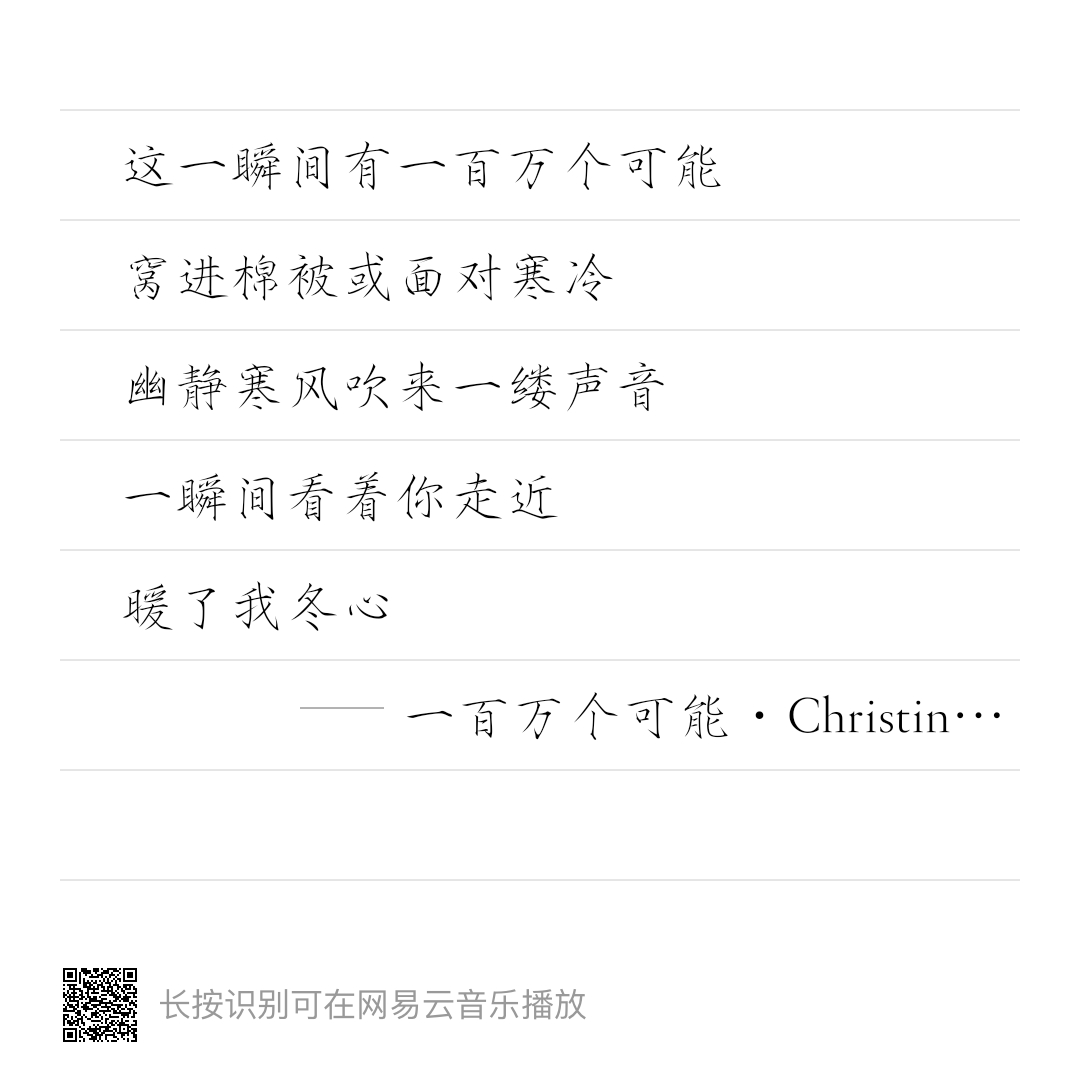 这一瞬间有一百万个可能
窝进棉被或面对寒冷
幽静寒风吹来一缕声音
一瞬间看着你走近
暖了我冬心
—— 一百万个可能·Christin…
长按识别可在网易云音乐播放